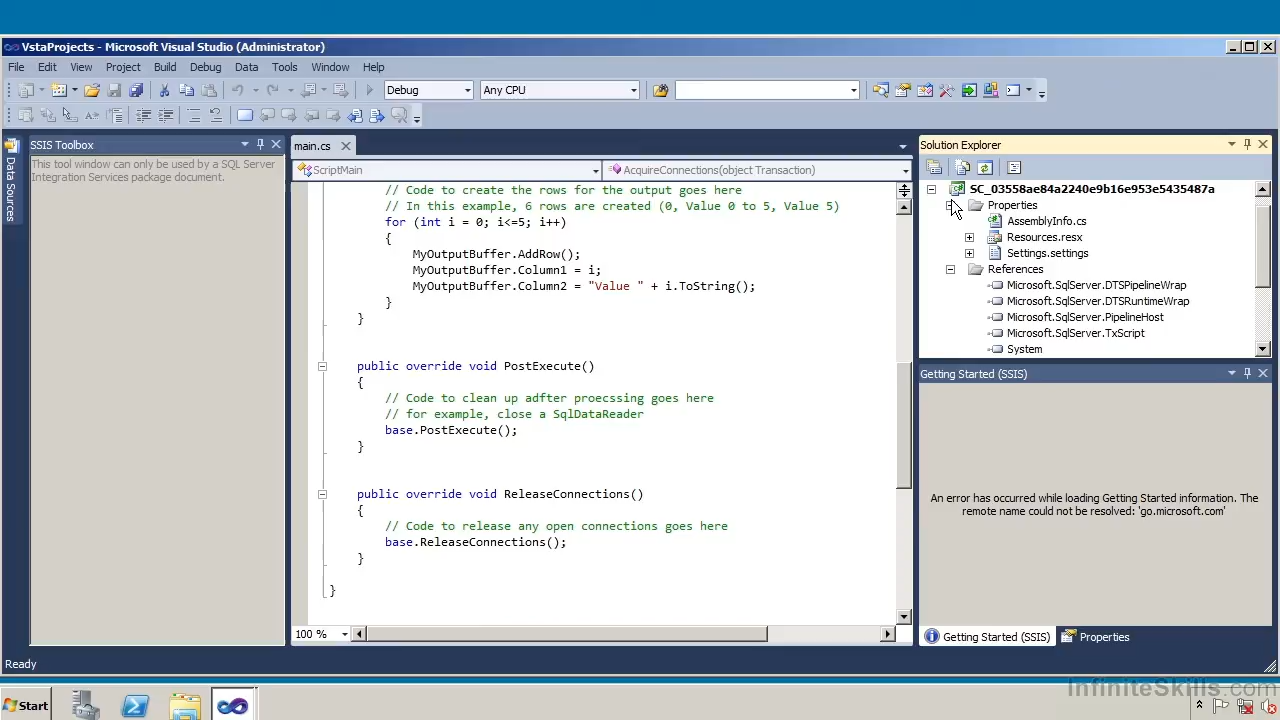 VstaProjects - Microsoft Visual Studio (Administrator)
File Edit View Project Build Debug Data Tools Window Help
Debug Any CPU
Data Sources
SSIS Toolbox
This tool window can only be used by a SQL Server
Integration Services package document.
main.cs
ScriptMain AcquireConnections(object Transaction)
// Code to create the rows for the output goes here
// In this example, 6 rows are created (0, Value 0 to 5, Value 5)
for (int i = 0; i<=5; i++)
{
MyOutputBuffer.AddRow();
MyOutputBuffer.Column1 = i;
MyOutputBuffer.Column2 = "Value " + i.ToString();
}
}
public override void PostExecute()
{
// Code to clean up adfter proecssing goes here
// for example, close a SqlDataReader
base.PostExecute();
}
public override void ReleaseConnections()
{
// Code to release any open connections goes here
base.ReleaseConnections();
}
}
100 %
Solution Explorer
SC_03558ae84a2240e9b16e953e5435487a
Properties
AssemblyInfo.cs
Resources.resx
Settings.settings
References
Microsoft.SqlServer.DTSPipelineWrap
Microsoft.SqlServer.DTSRuntimeWrap
Microsoft.SqlServer.PipelineHost
Microsoft.SqlServer.TxScript
System
Getting Started (SSIS)
An error has occurred while loading Getting Started information. The
remote name could not be resolved: 'go.microsoft.com'
Getting Started (SSIS) Properties
Ready
Start
InfiniteSkills.com